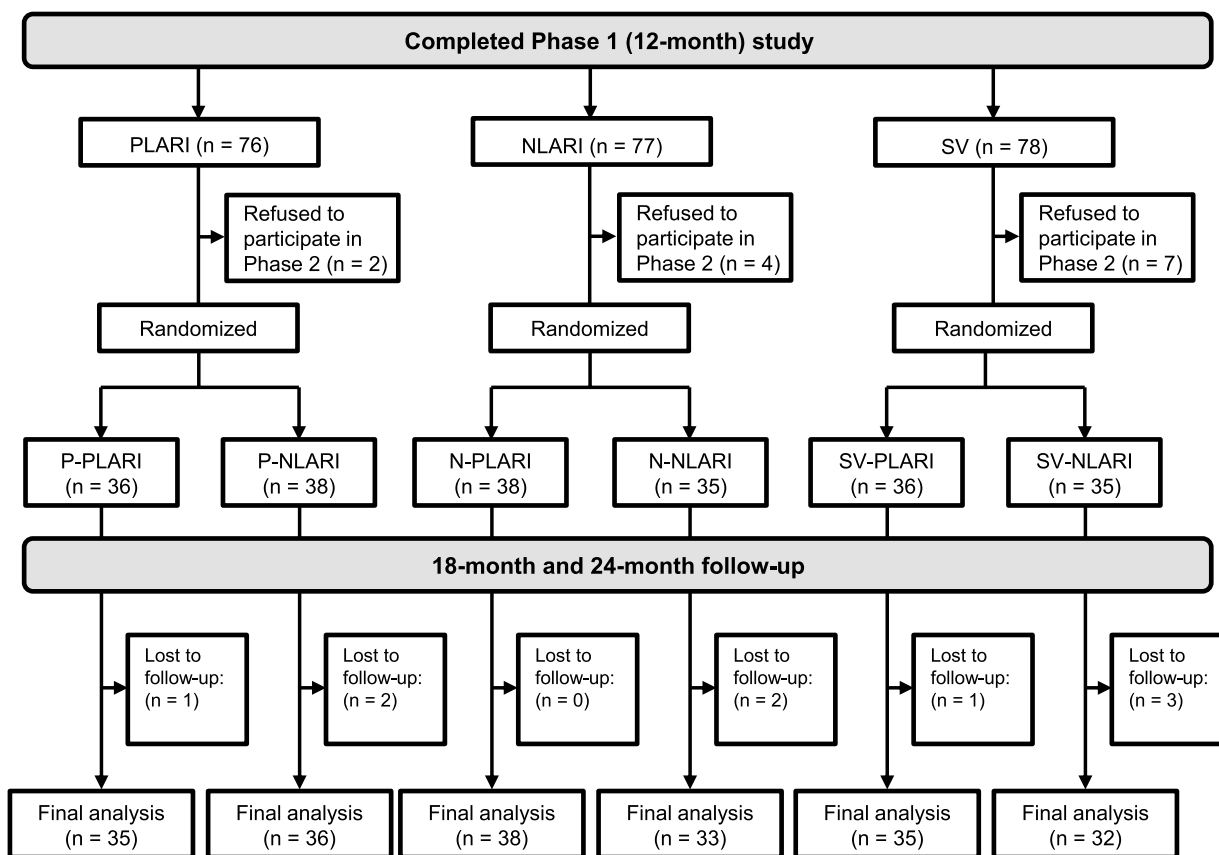 Completed Phase 1 (12-month) study
PLARI (n = 76)
NLARI (n = 77)
SV (n = 78)
Refused to
participate in
Phase 2 (n = 2)
Refused to
participate in
Phase 2 (n = 4)
Refused to
participate in
Phase 2 (n = 7)
Randomized
Randomized
Randomized
P-PLARI
(n = 36)
P-NLARI
(n = 38)
N-PLARI
(n = 38)
N-NLARI
(n = 35)
SV-PLARI
(n = 36)
SV-NLARI
(n = 35)
18-month and 24-month follow-up
Lost to
follow-up:
(n = 1)
Lost to
follow-up:
(n = 2)
Lost to
follow-up:
(n = 0)
Lost to
follow-up:
(n = 2)
Lost to
follow-up:
(n = 1)
Lost to
follow-up:
(n = 3)
Final analysis
(n = 35)
Final analysis
(n = 36)
Final analysis
(n = 38)
Final analysis
(n = 33)
Final analysis
(n = 35)
Final analysis
(n = 32)